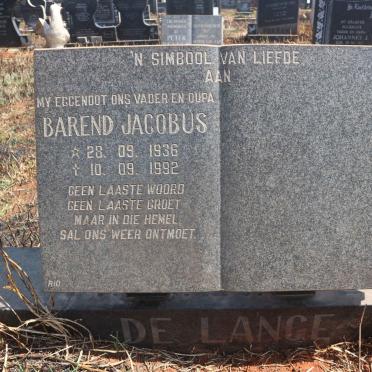 'N SIMBOOL VAN LIEFDE
AAN
MY EGGENOOT ONS VADER EN OUPA
BAREND JACOBUS
☆ 28. 09. 1936
† 10. 09. 1992
GEEN LAASTE WOORD
GEEN LAASTE GROET
MAAR IN DIE HEMEL
SAL ONS WEER ONTMOET.
RIO
DE LANGE